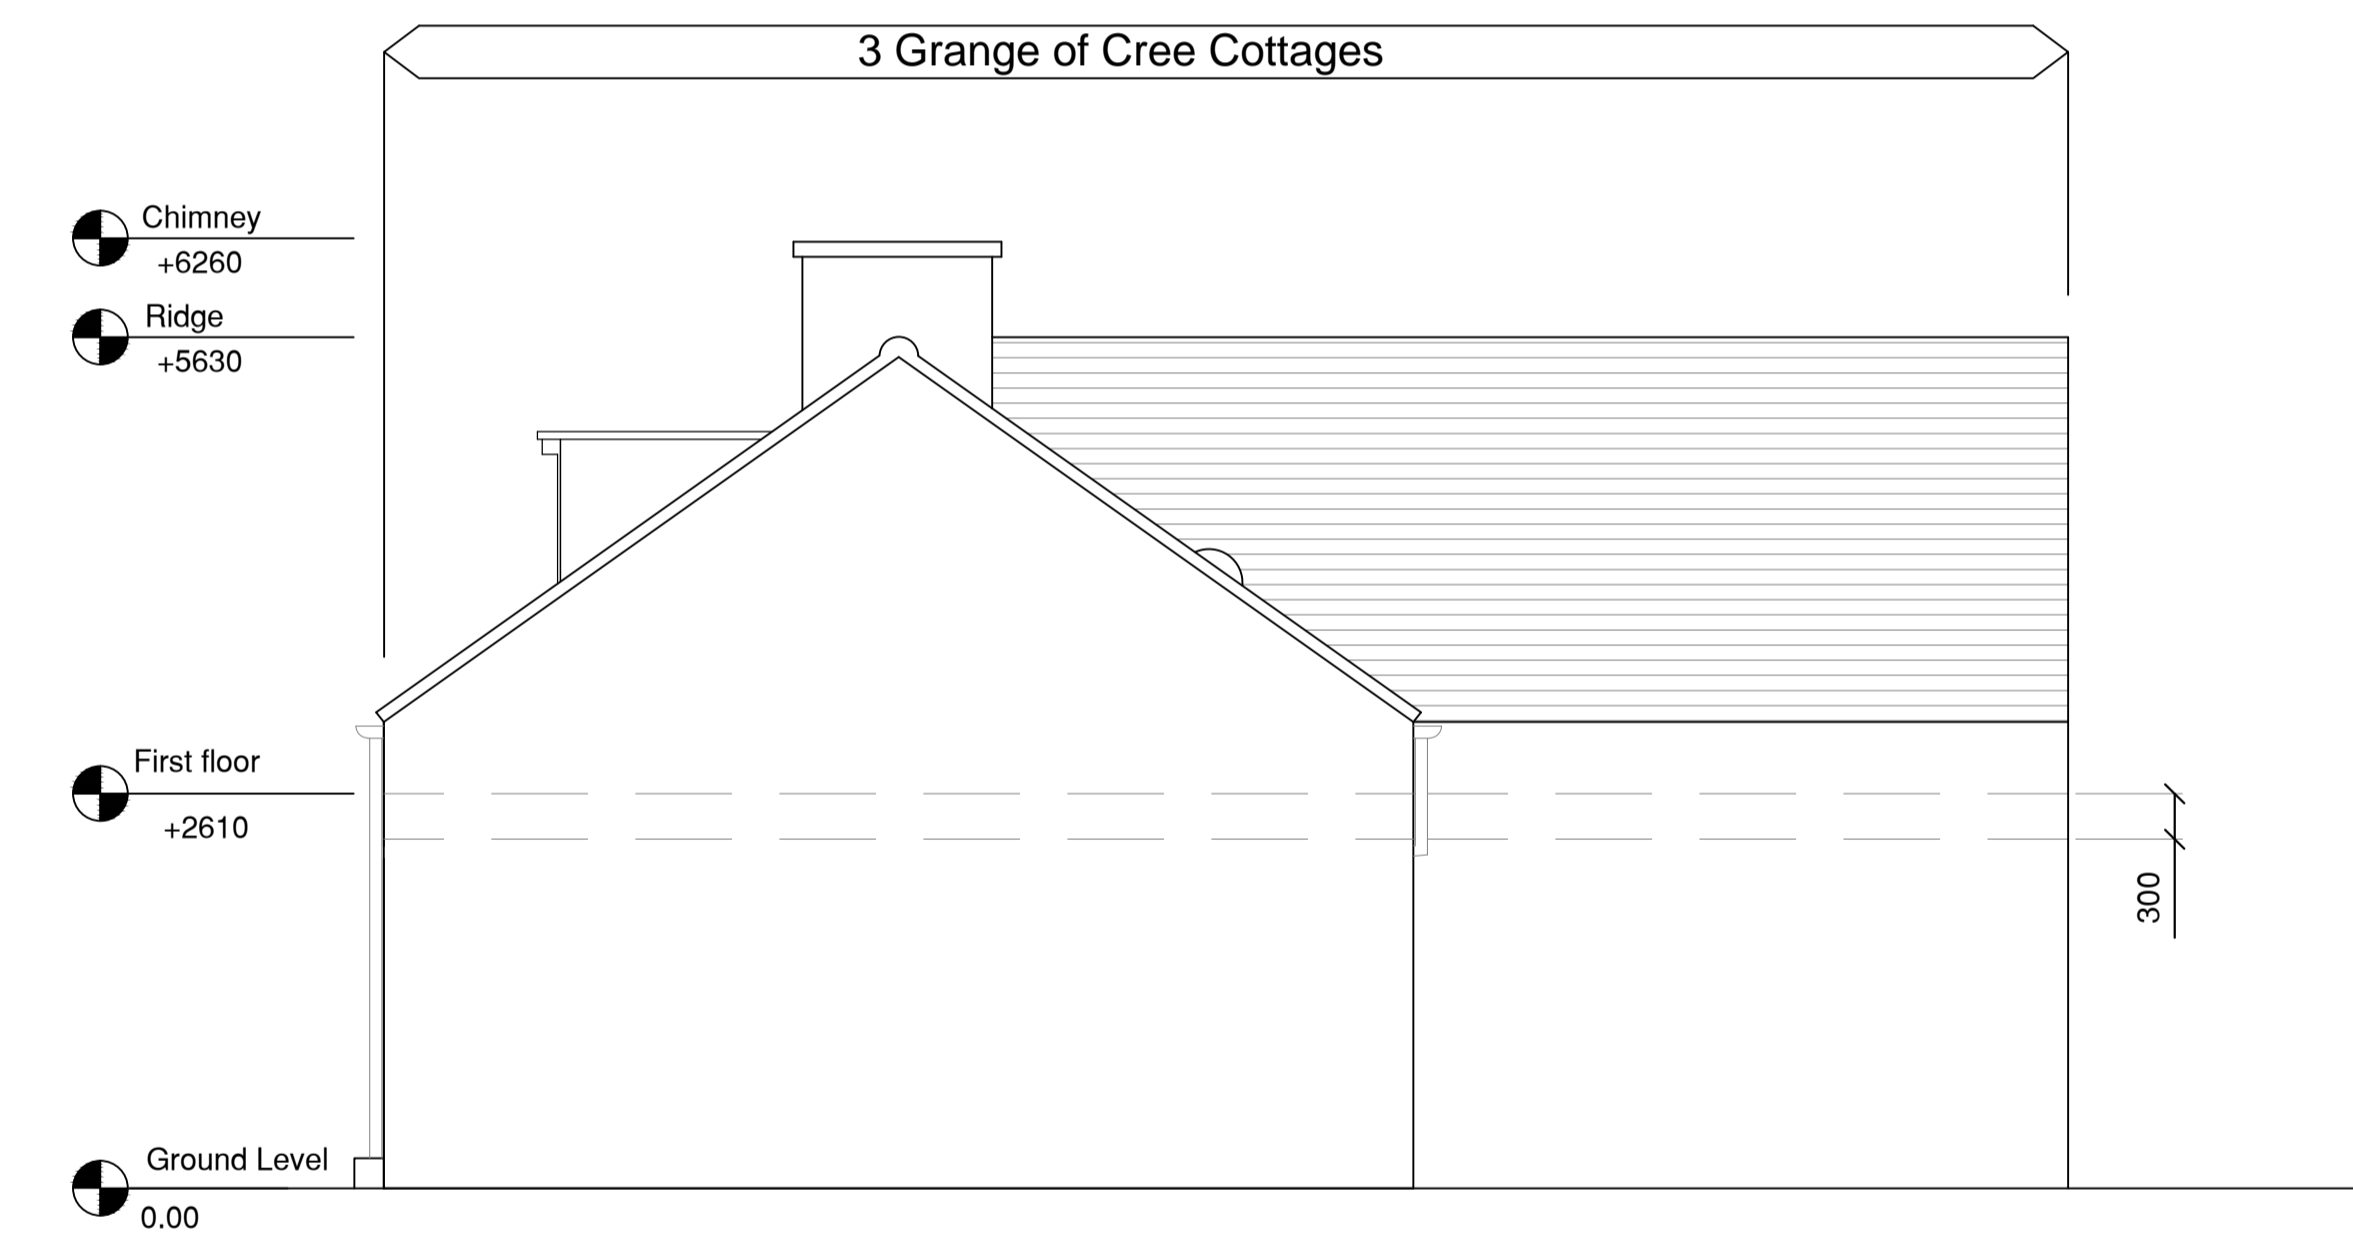 3 Grange of Cree Cottages
Chimney
+6260
Ridge
+5630
First floor
+2610
300
Ground Level
0.00